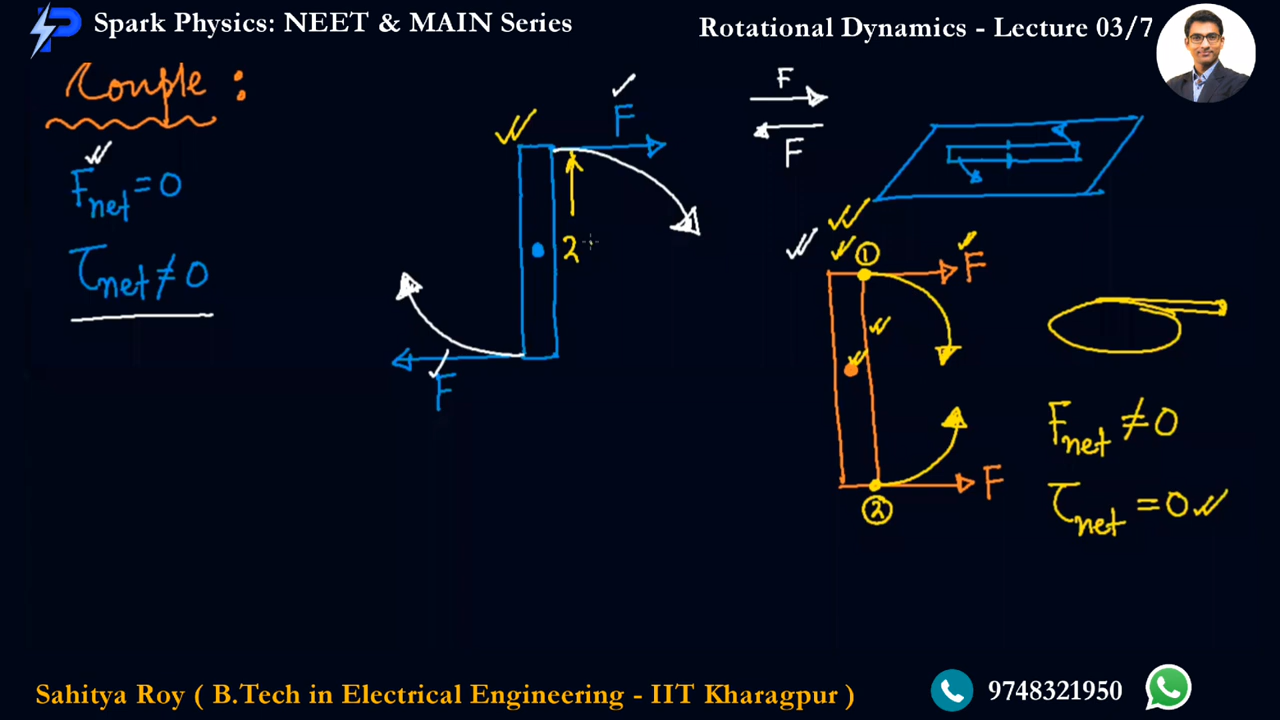 Spark Physics: NEET & MAIN Series
Rotational Dynamics - Lecture 03/7
Couple :
F_net = 0
τ_net ≠ 0
F
F
2
F
F
① F
② F
F_net ≠ 0
τ_net = 0
Sahitya Roy ( B.Tech in Electrical Engineering - IIT Kharagpur )
9748321950